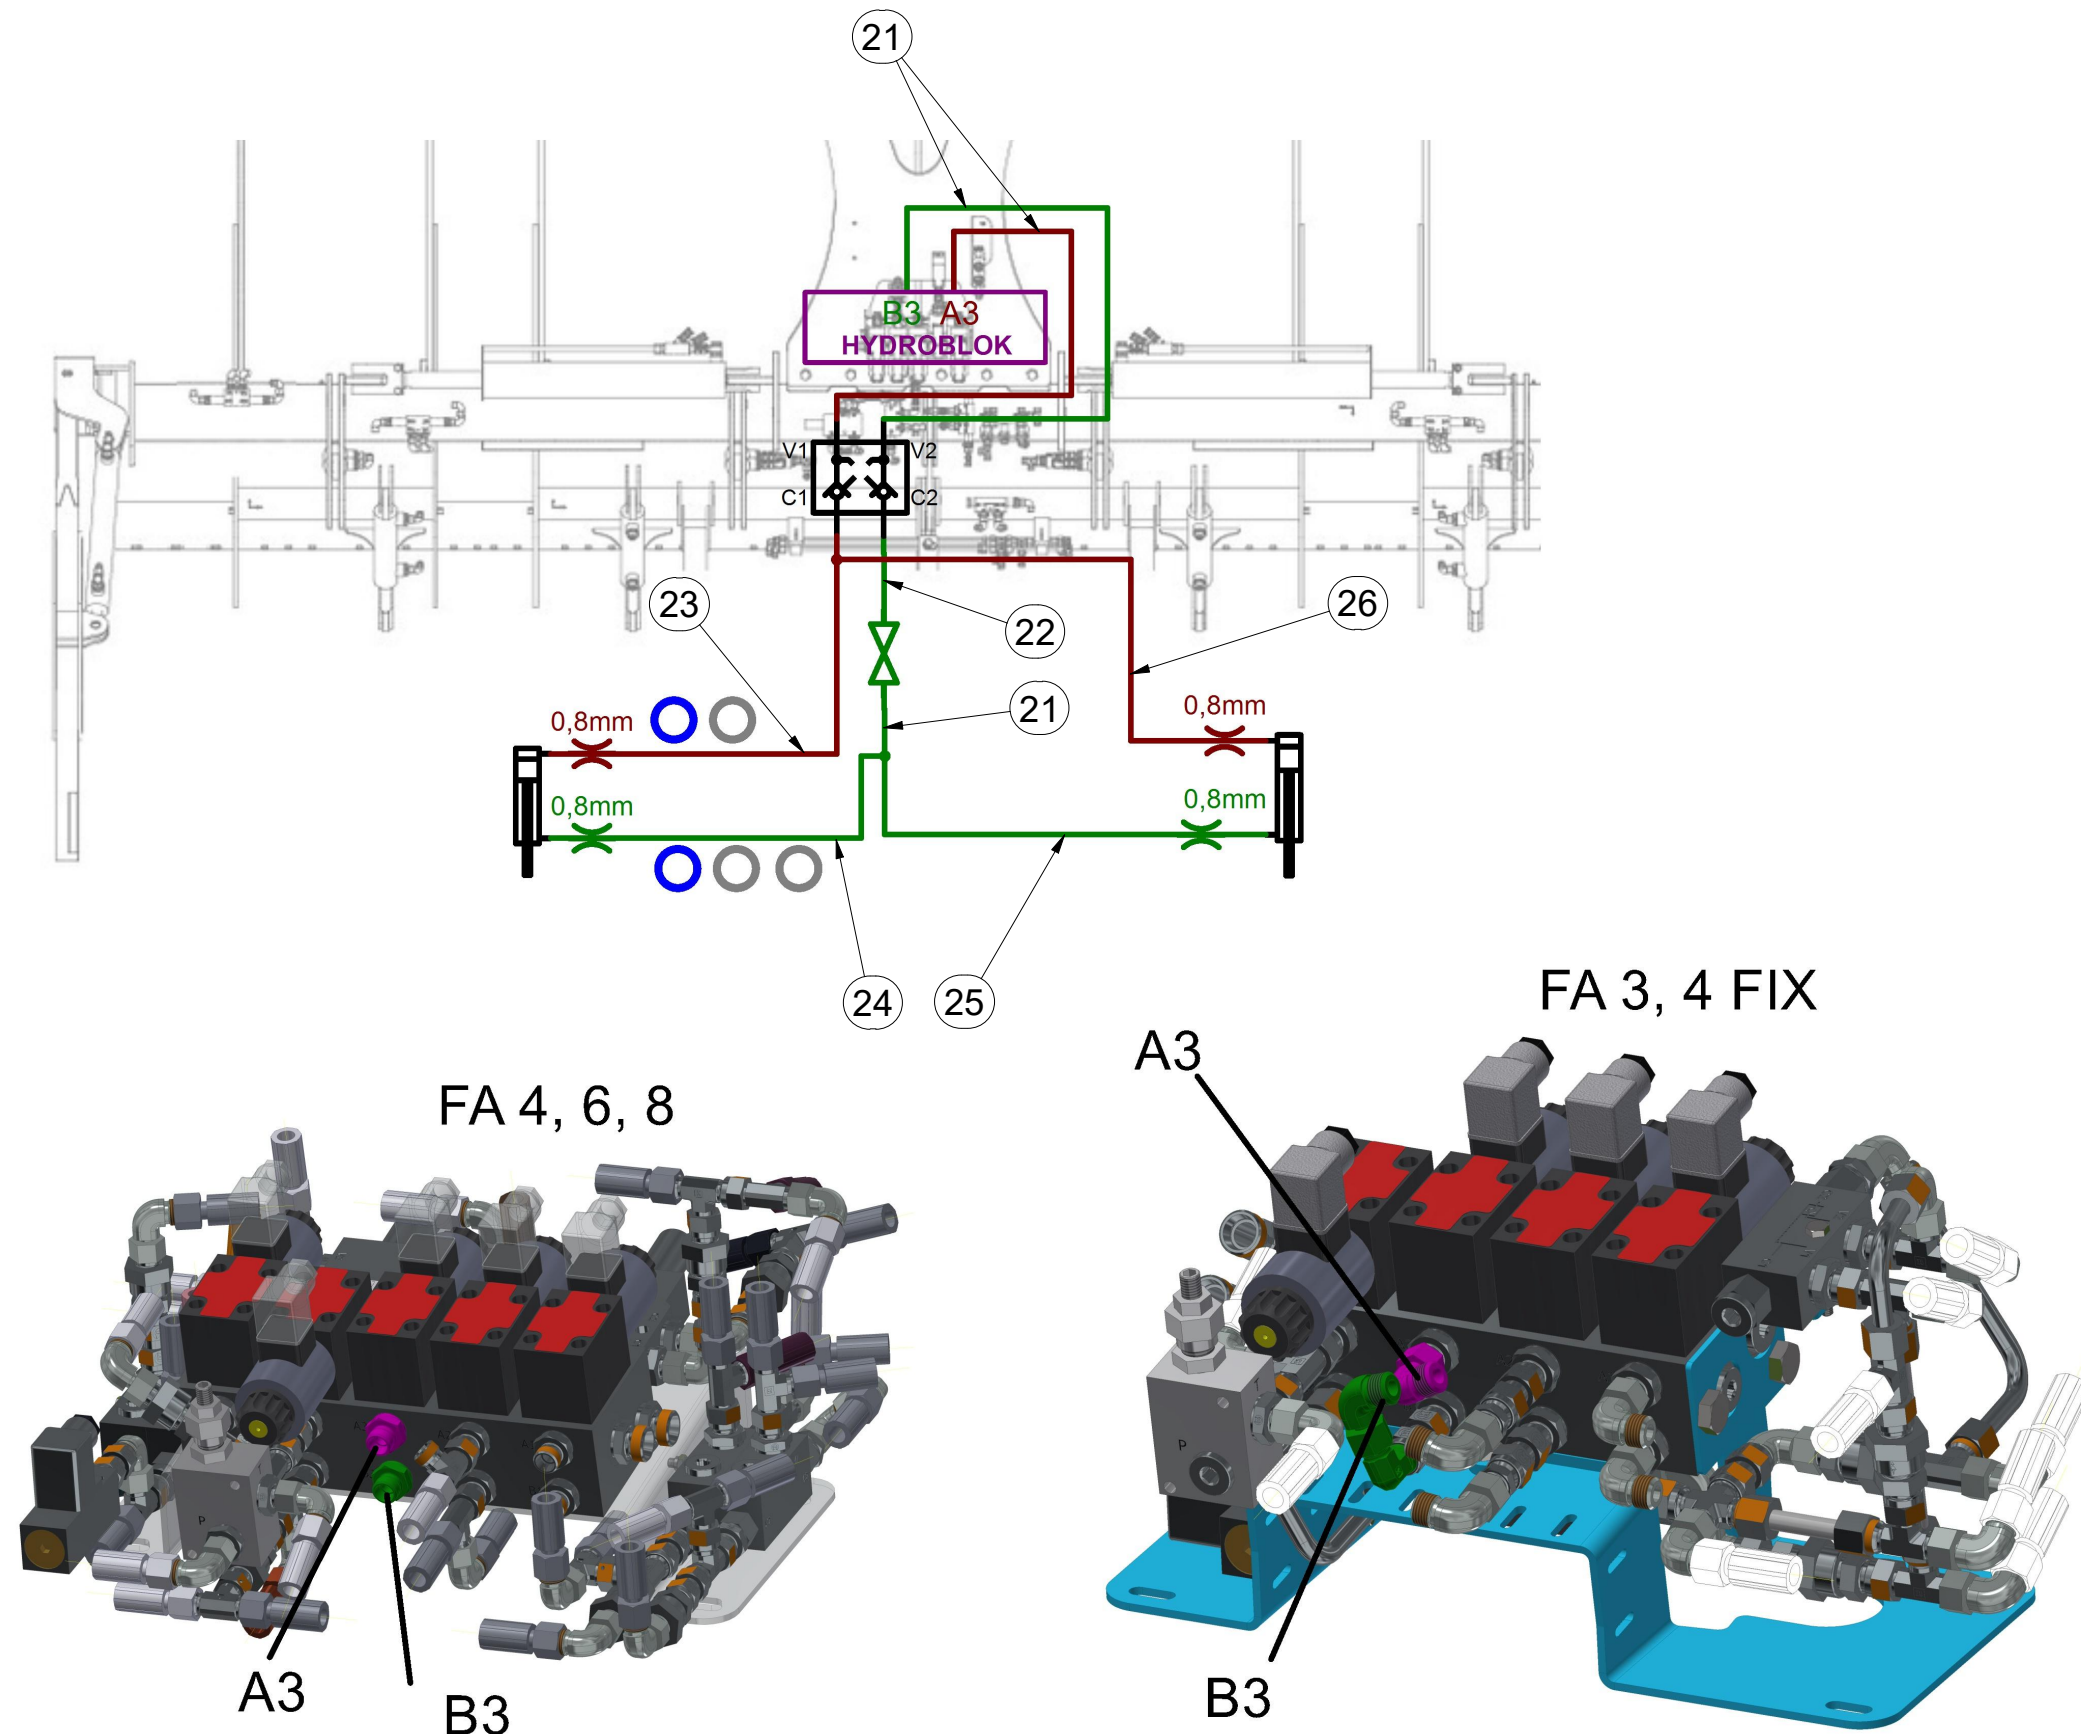 21
B3 A3
HYDROBLOK
V1 V2
C1 C2
23
22
26
21
0,8mm
0,8mm
0,8mm
0,8mm
24
25
FA 3, 4 FIX
A3
FA 4, 6, 8
P
P
A3
B3
B3